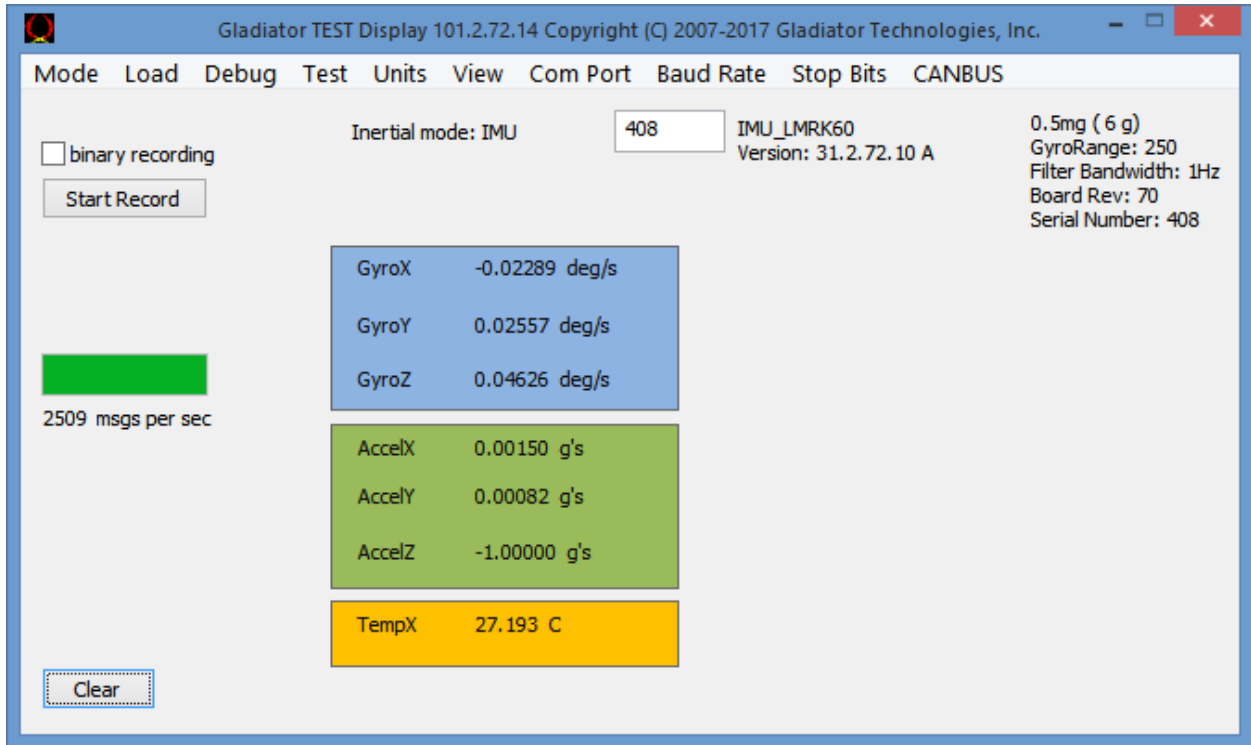 Gladiator TEST Display 101.2.72.14 Copyright (C) 2007-2017 Gladiator Technologies, Inc.
Mode Load Debug Test Units View Com Port Baud Rate Stop Bits CANBUS
binary recording
Start Record
Inertial mode: IMU
408
IMU_LMRK60
Version: 31.2.72.10 A
0.5mg ( 6 g)
GyroRange: 250
Filter Bandwidth: 1Hz
Board Rev: 70
Serial Number: 408
GyroX -0.02289 deg/s
GyroY 0.02557 deg/s
GyroZ 0.04626 deg/s
2509 msgs per sec
AccelX 0.00150 g's
AccelY 0.00082 g's
AccelZ -1.00000 g's
TempX 27.193 C
Clear